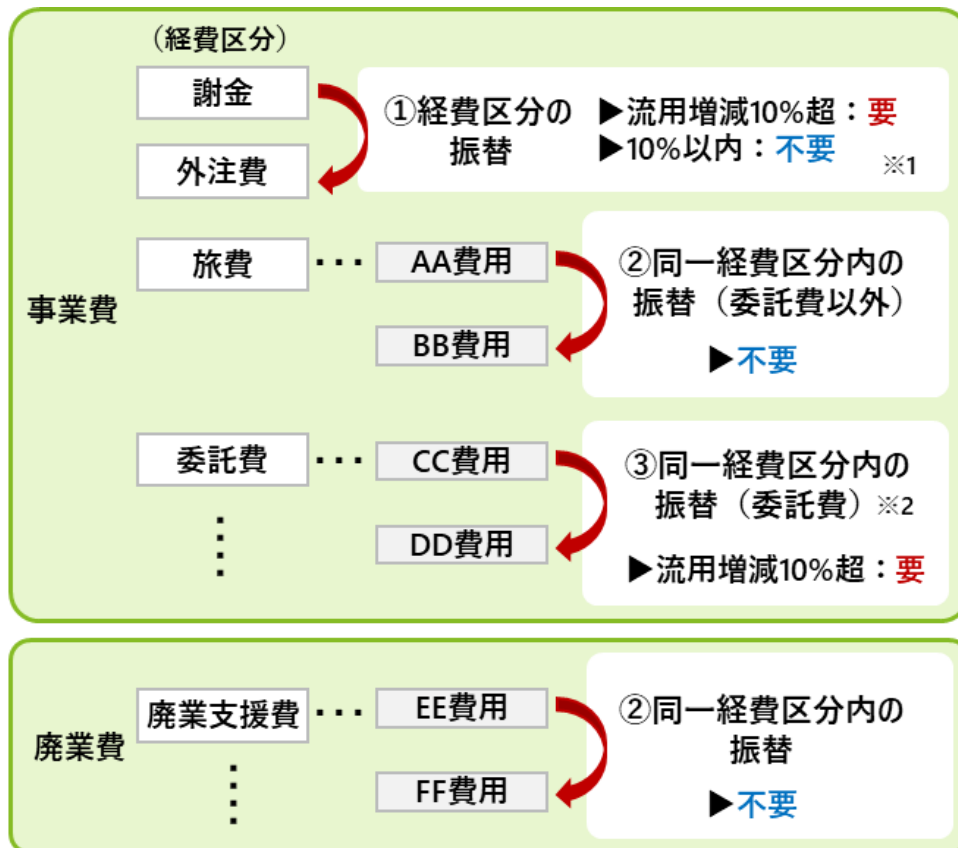 （経費区分）
謝金
①経費区分の
振替
▶流用増減10%超：要
▶10%以内：不要
※1
外注費
事業費
旅費
･･･
AA費用
BB費用
②同一経費区分内の
振替（委託費以外）
▶不要
委託費
･･･
CC費用
DD費用
③同一経費区分内の
振替（委託費）※2
▶流用増減10%超：要
廃業費
廃業支援費
･･･
EE費用
FF費用
②同一経費区分内の
振替
▶不要